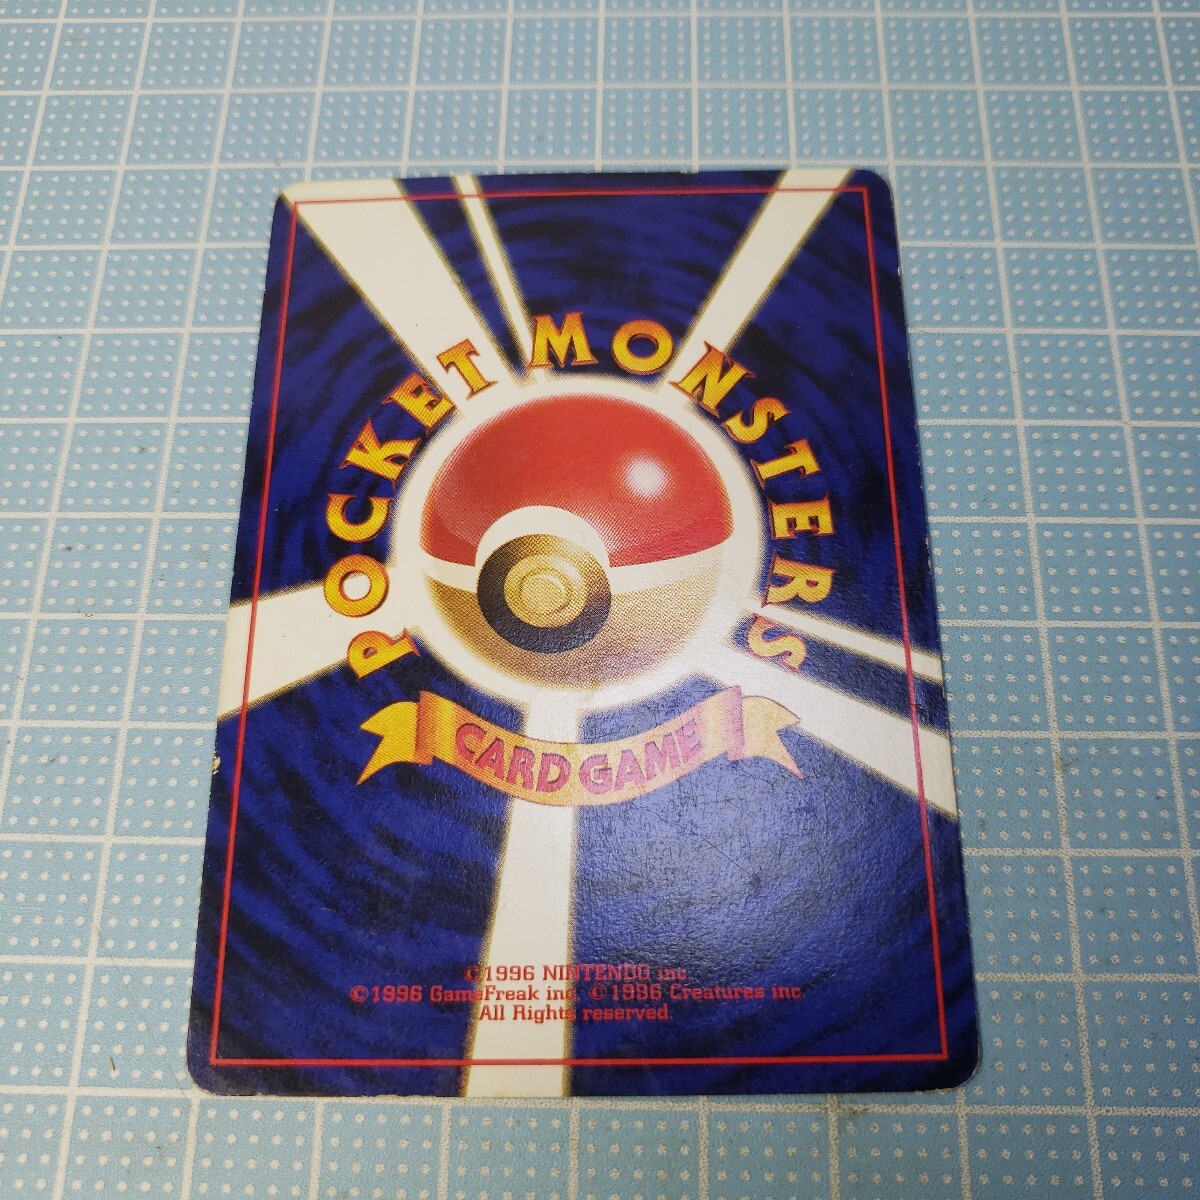 POCKET MONSTERS
CARD GAME
©1996 NINTENDO inc.
©1996 GameFreak inc. ©1996 Creatures inc.
All Rights reserved.